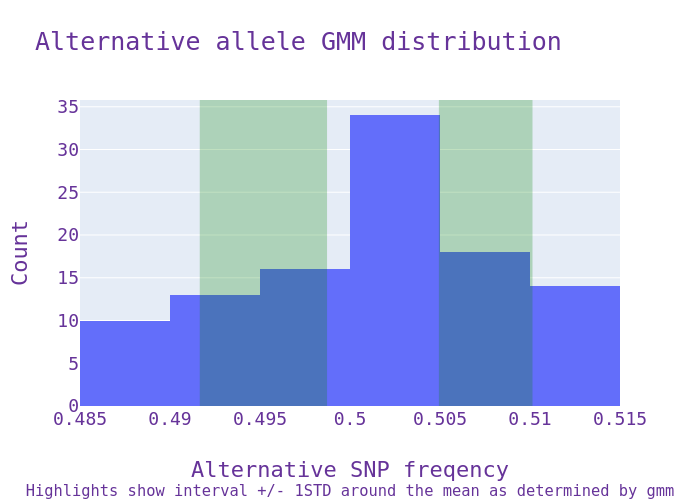 Alternative allele GMM distribution
35
30
25
20
15
10
5
0
Count
0.485 0.49 0.495 0.5 0.505 0.51 0.515
Alternative SNP freqency
Highlights show interval +/- 1STD around the mean as determined by gmm